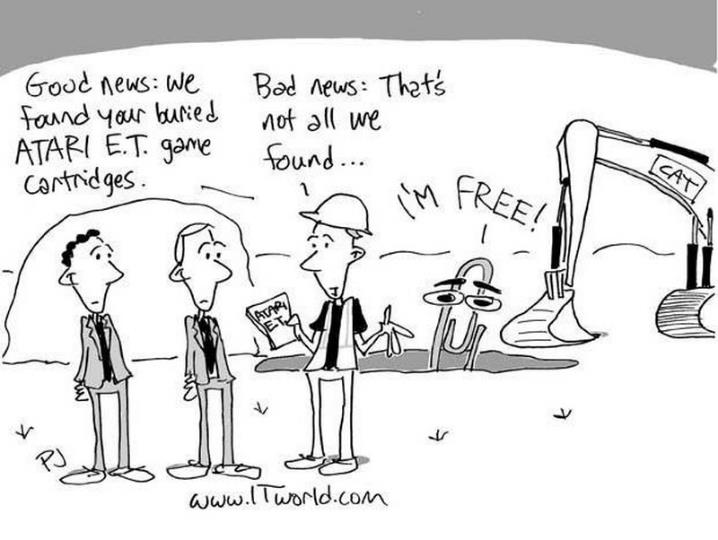 Good news: we
found your buried
ATARI E.T. game
cartridges.
Bad news: That's
not all we
found...
I'M FREE!
CAT
ATARI
E.T.
PJ
www.ITworld.com